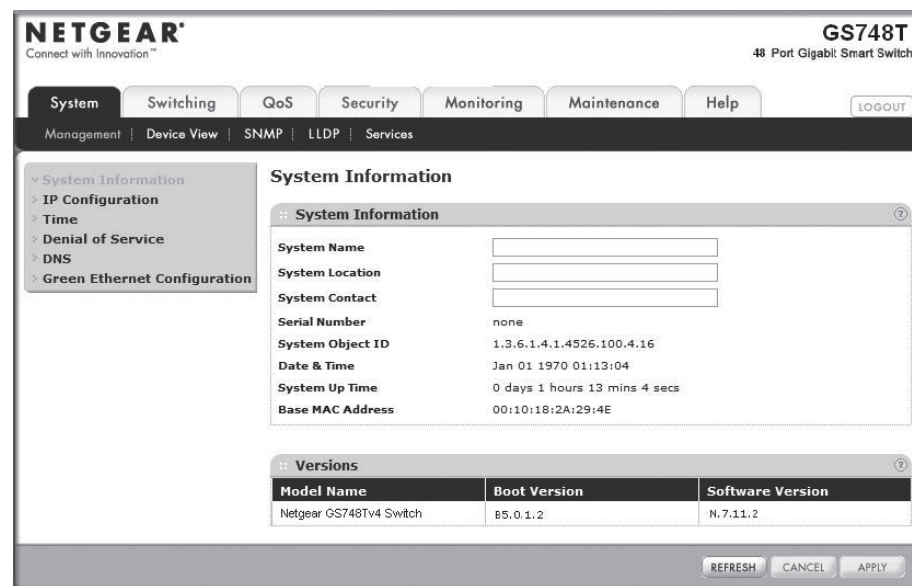 NETGEAR®
Connect with Innovation™
GS748T
48 Port Gigabit Smart Switch
System Switching QoS Security Monitoring Maintenance Help LOGOUT
Management Device View SNMP LLDP Services
System Information
IP Configuration
Time
Denial of Service
DNS
Green Ethernet Configuration
System Information
System Information ?
System Name
System Location
System Contact
Serial Number none
System Object ID 1.3.6.1.4.1.4526.100.4.16
Date & Time Jan 01 1970 01:13:04
System Up Time 0 days 1 hours 13 mins 4 secs
Base MAC Address 00:10:18:2A:29:4E
Versions ?
Model Name Boot Version Software Version
Netgear GS748Tv4 Switch B5.0.1.2 N.7.11.2
REFRESH CANCEL APPLY